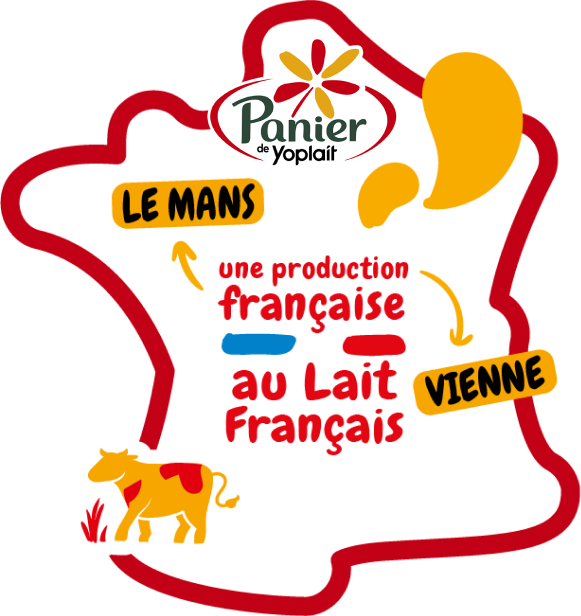 Panier
de Yoplait
LE MANS
une production
française
au Lait
Français
VIENNE